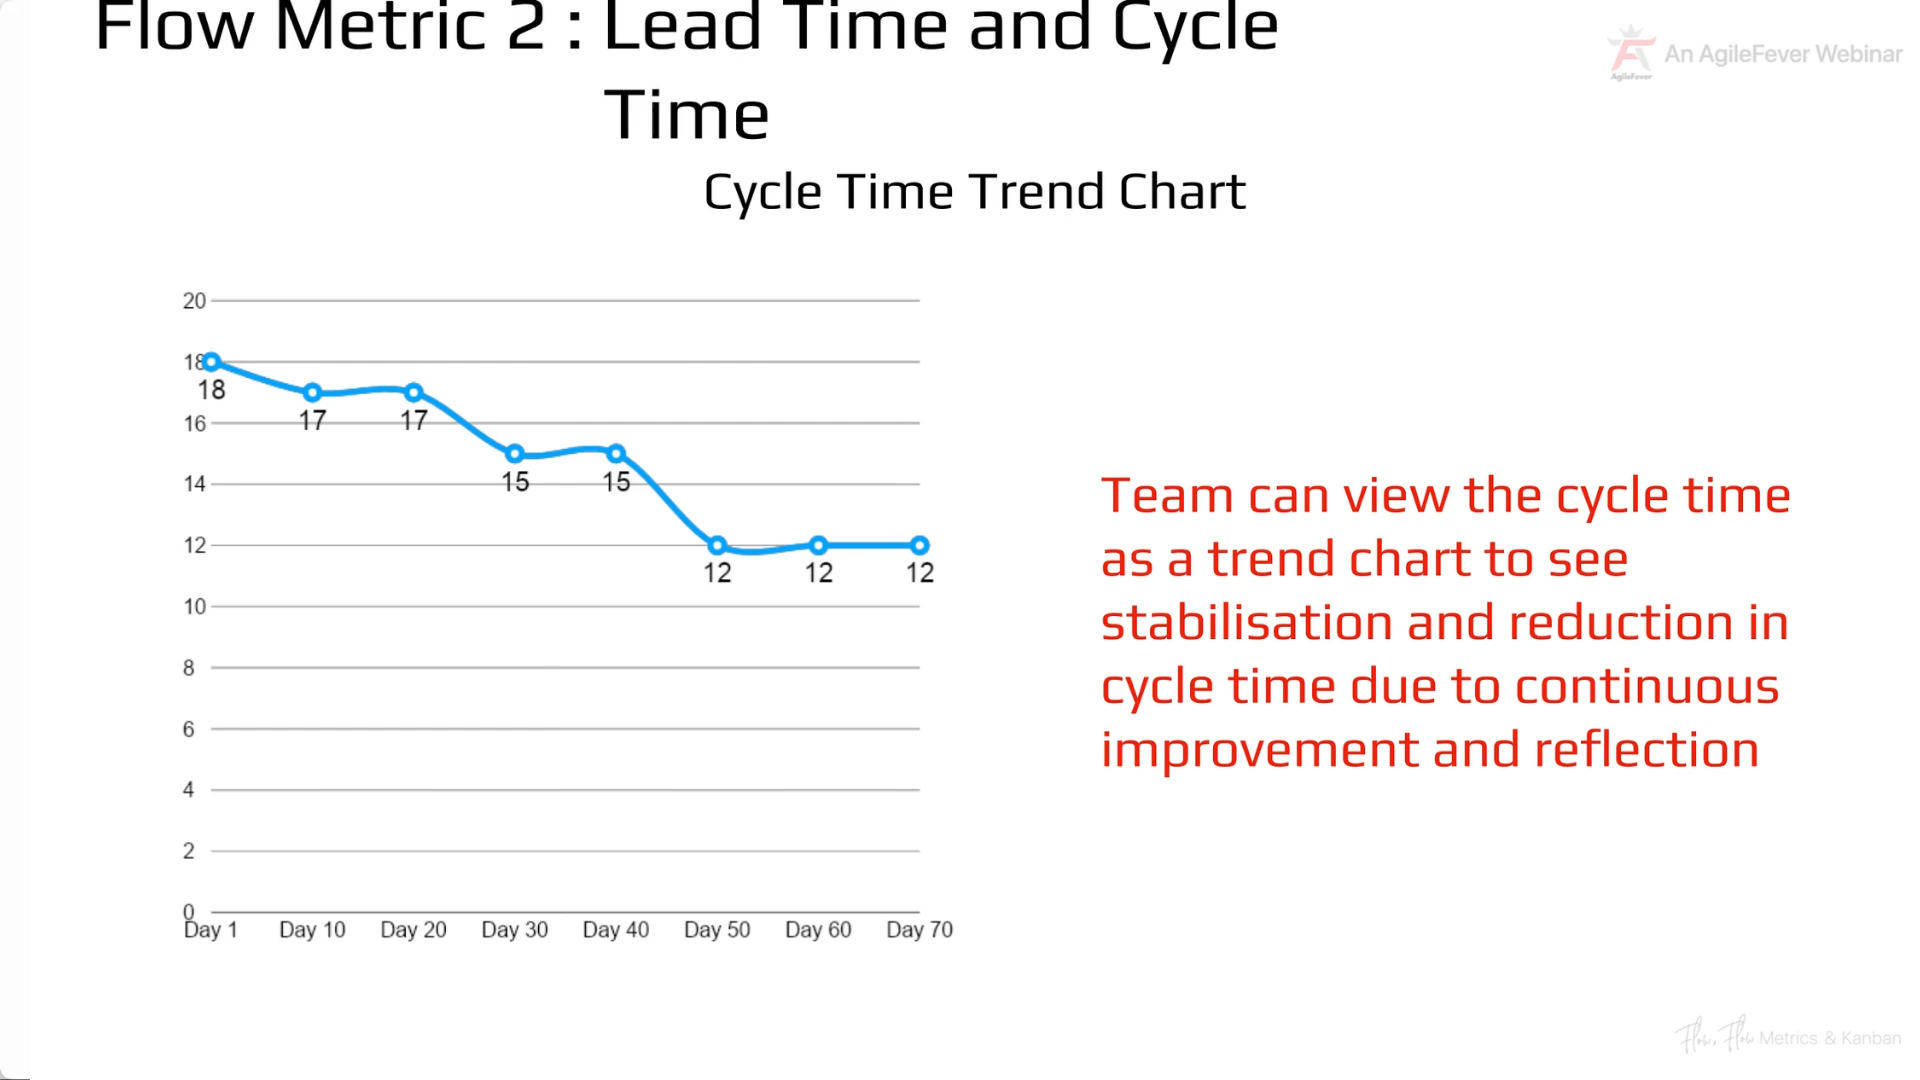 Flow Metric 2 : Lead Time and Cycle
Time
An AgileFever Webinar
AgileFever
Cycle Time Trend Chart
20
18
16
14
12
10
8
6
4
2
0
18
17
17
15
15
12
12
12
Day 1
Day 10
Day 20
Day 30
Day 40
Day 50
Day 60
Day 70
Team can view the cycle time
as a trend chart to see
stabilisation and reduction in
cycle time due to continuous
improvement and reflection
Flow, Flow Metrics & Kanban